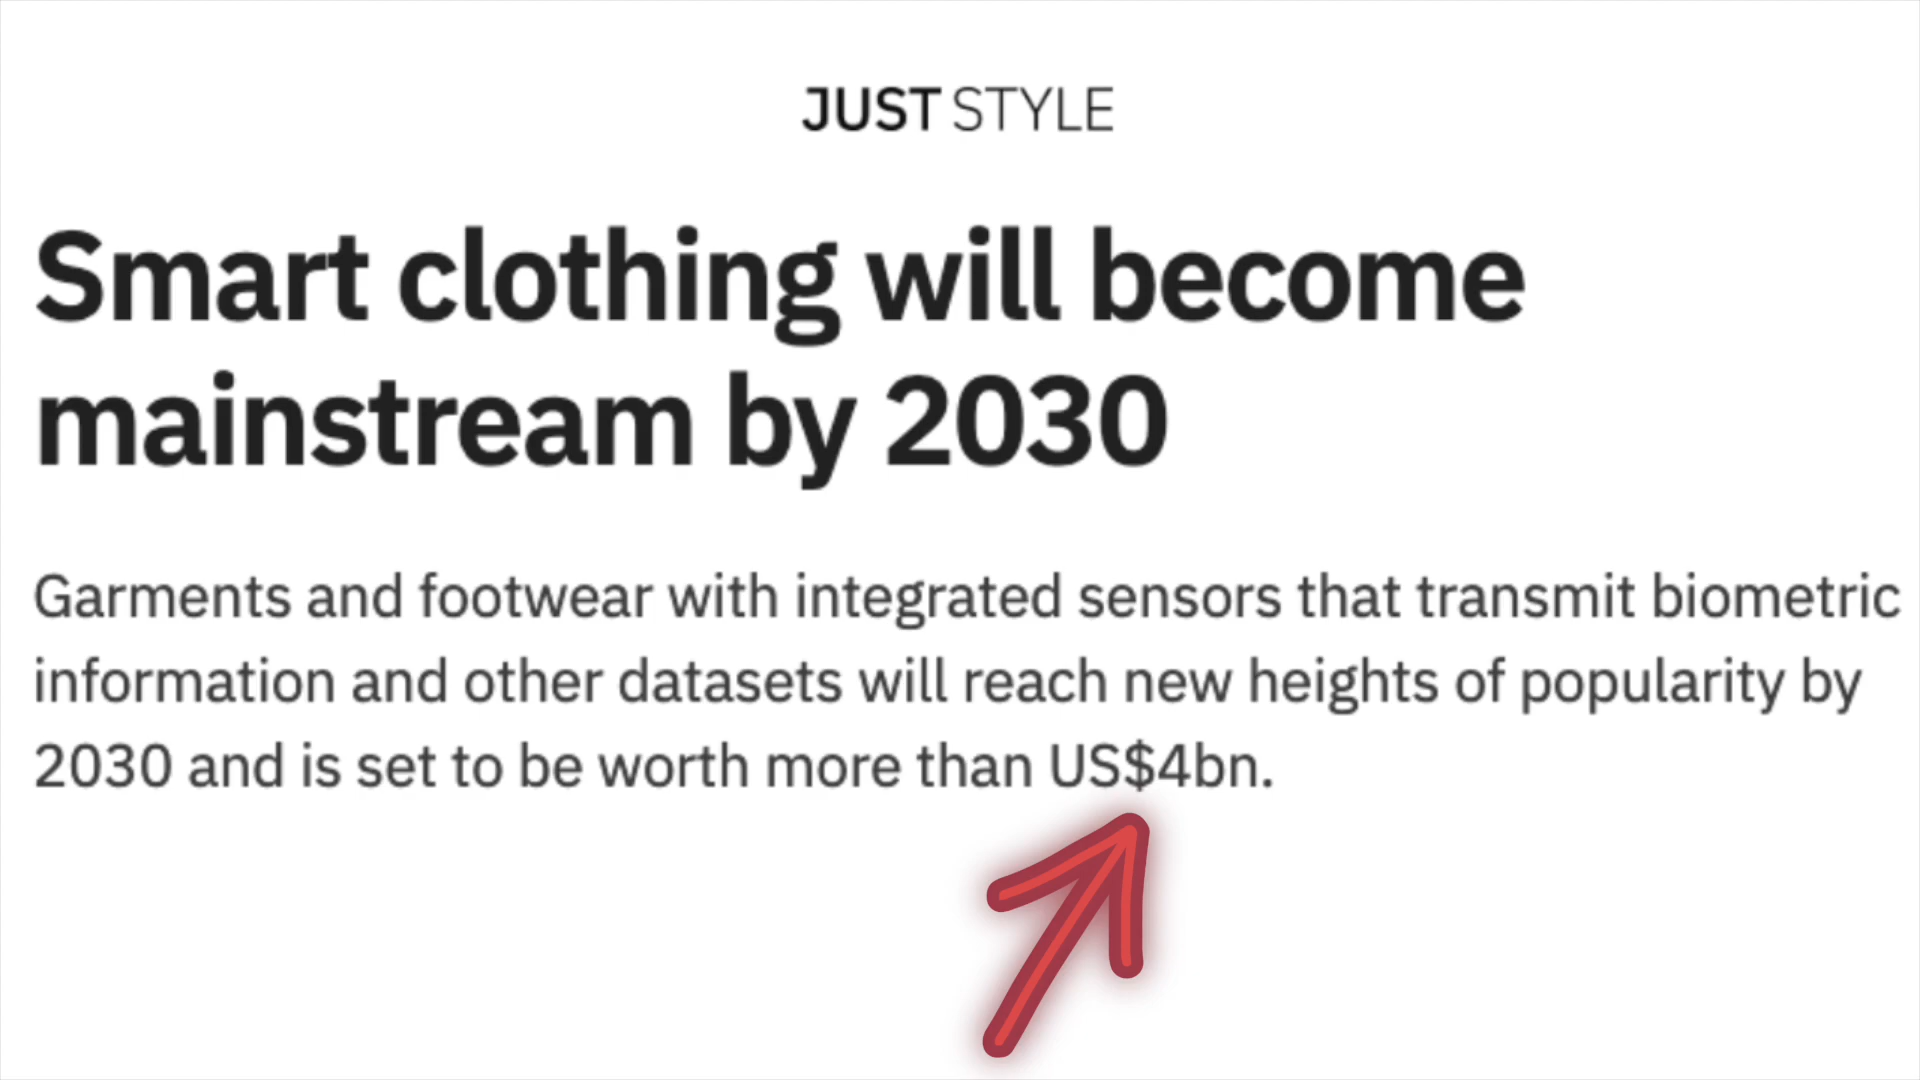 JUST STYLE
Smart clothing will become
mainstream by 2030
Garments and footwear with integrated sensors that transmit biometric
information and other datasets will reach new heights of popularity by
2030 and is set to be worth more than US$4bn.